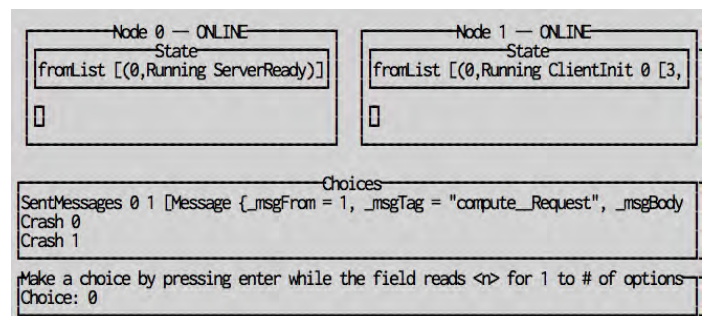 Node 0 — ONLINE
State
fromList [(0,Running ServerReady)]
[]
Node 1 — ONLINE
State
fromList [(0,Running ClientInit 0 [3,
[]
Choices
SentMessages 0 1 [Message {_msgFrom = 1, _msgTag = "compute__Request", _msgBody
Crash 0
Crash 1
Make a choice by pressing enter while the field reads <n> for 1 to # of options
Choice: 0